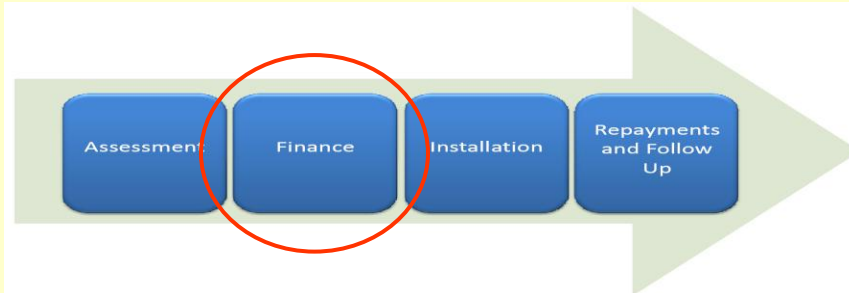 Assessment
Finance
Installation
Repayments
and Follow
Up